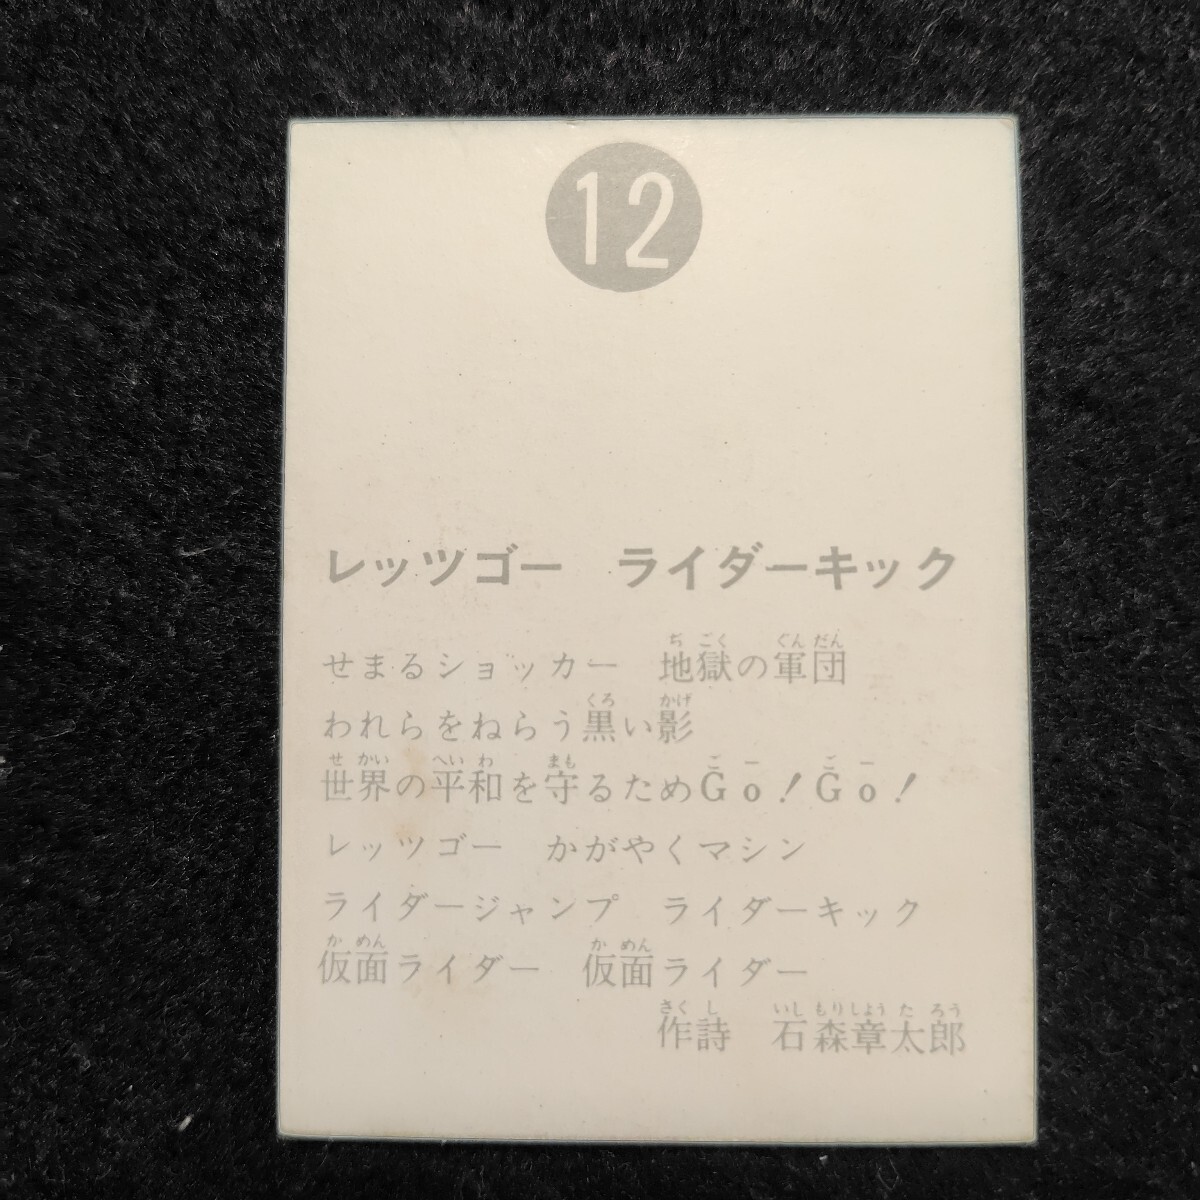 12
レッツゴー　ライダーキック
せまるショッカー　地獄の軍団
われらをねらう黒い影
世界の平和を守るためGo！Go！
レッツゴー　かがやくマシン
ライダージャンプ　ライダーキック
仮面ライダー　仮面ライダー
作詩　石森章太郎